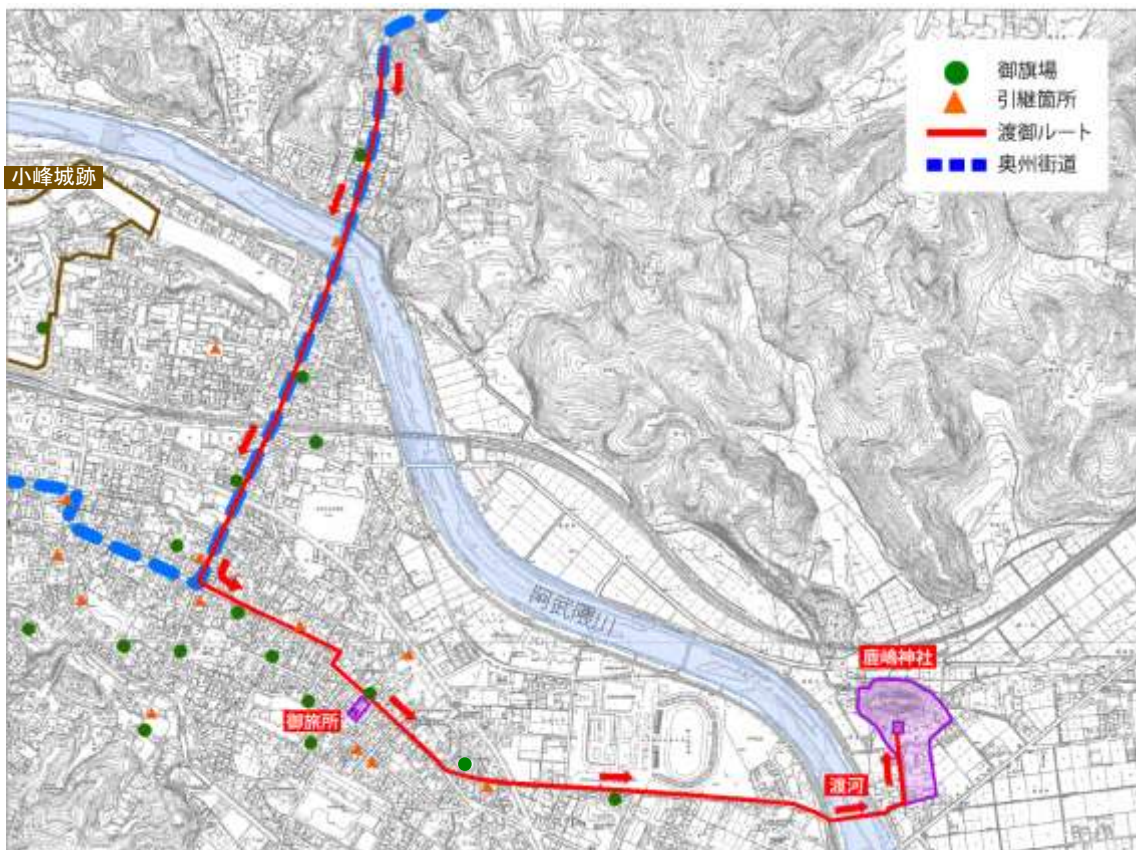 御旗場
引継箇所
渡御ルート
奥州街道
小峰城跡
阿武隈川
鹿嶋神社
御旅所
渡河